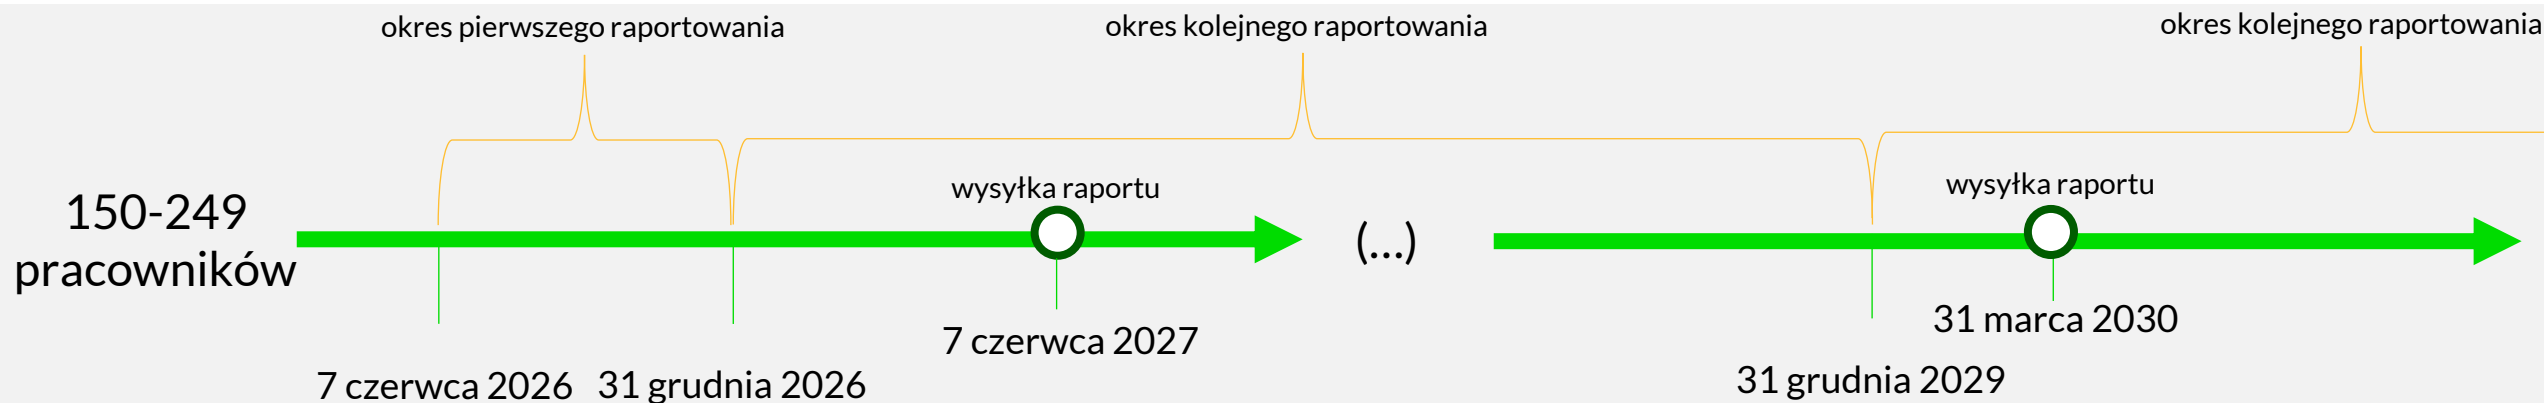 okres pierwszego raportowania
okres kolejnego raportowania
okres kolejnego raportowania
150-249
pracowników
wysyłka raportu
(...)
wysyłka raportu
7 czerwca 2026
31 grudnia 2026
7 czerwca 2027
31 grudnia 2029
31 marca 2030